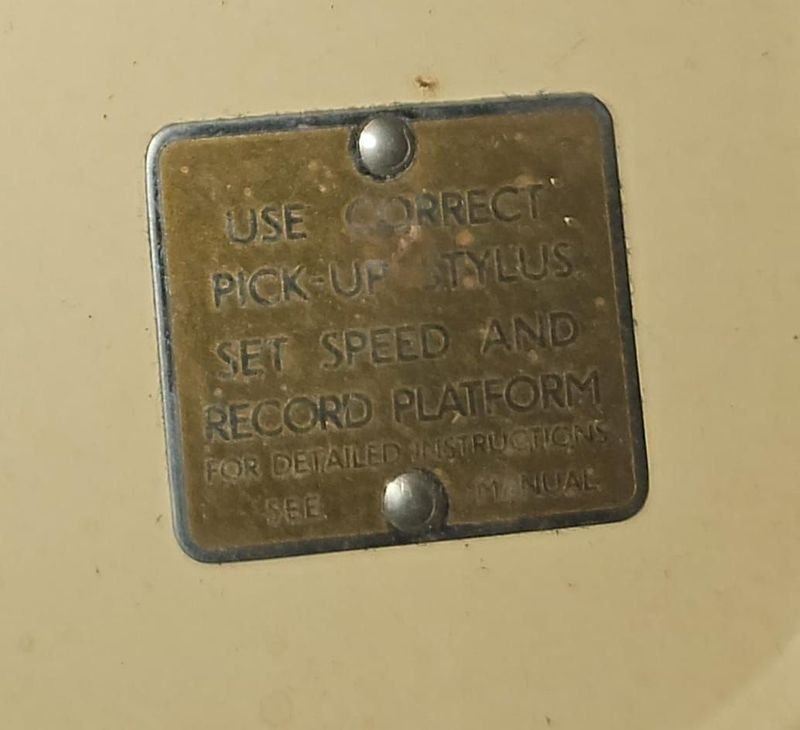 USE CORRECT
PICK-UP STYLUS
SET SPEED AND
RECORD PLATFORM
FOR DETAILED INSTRUCTIONS
SEE MANUAL